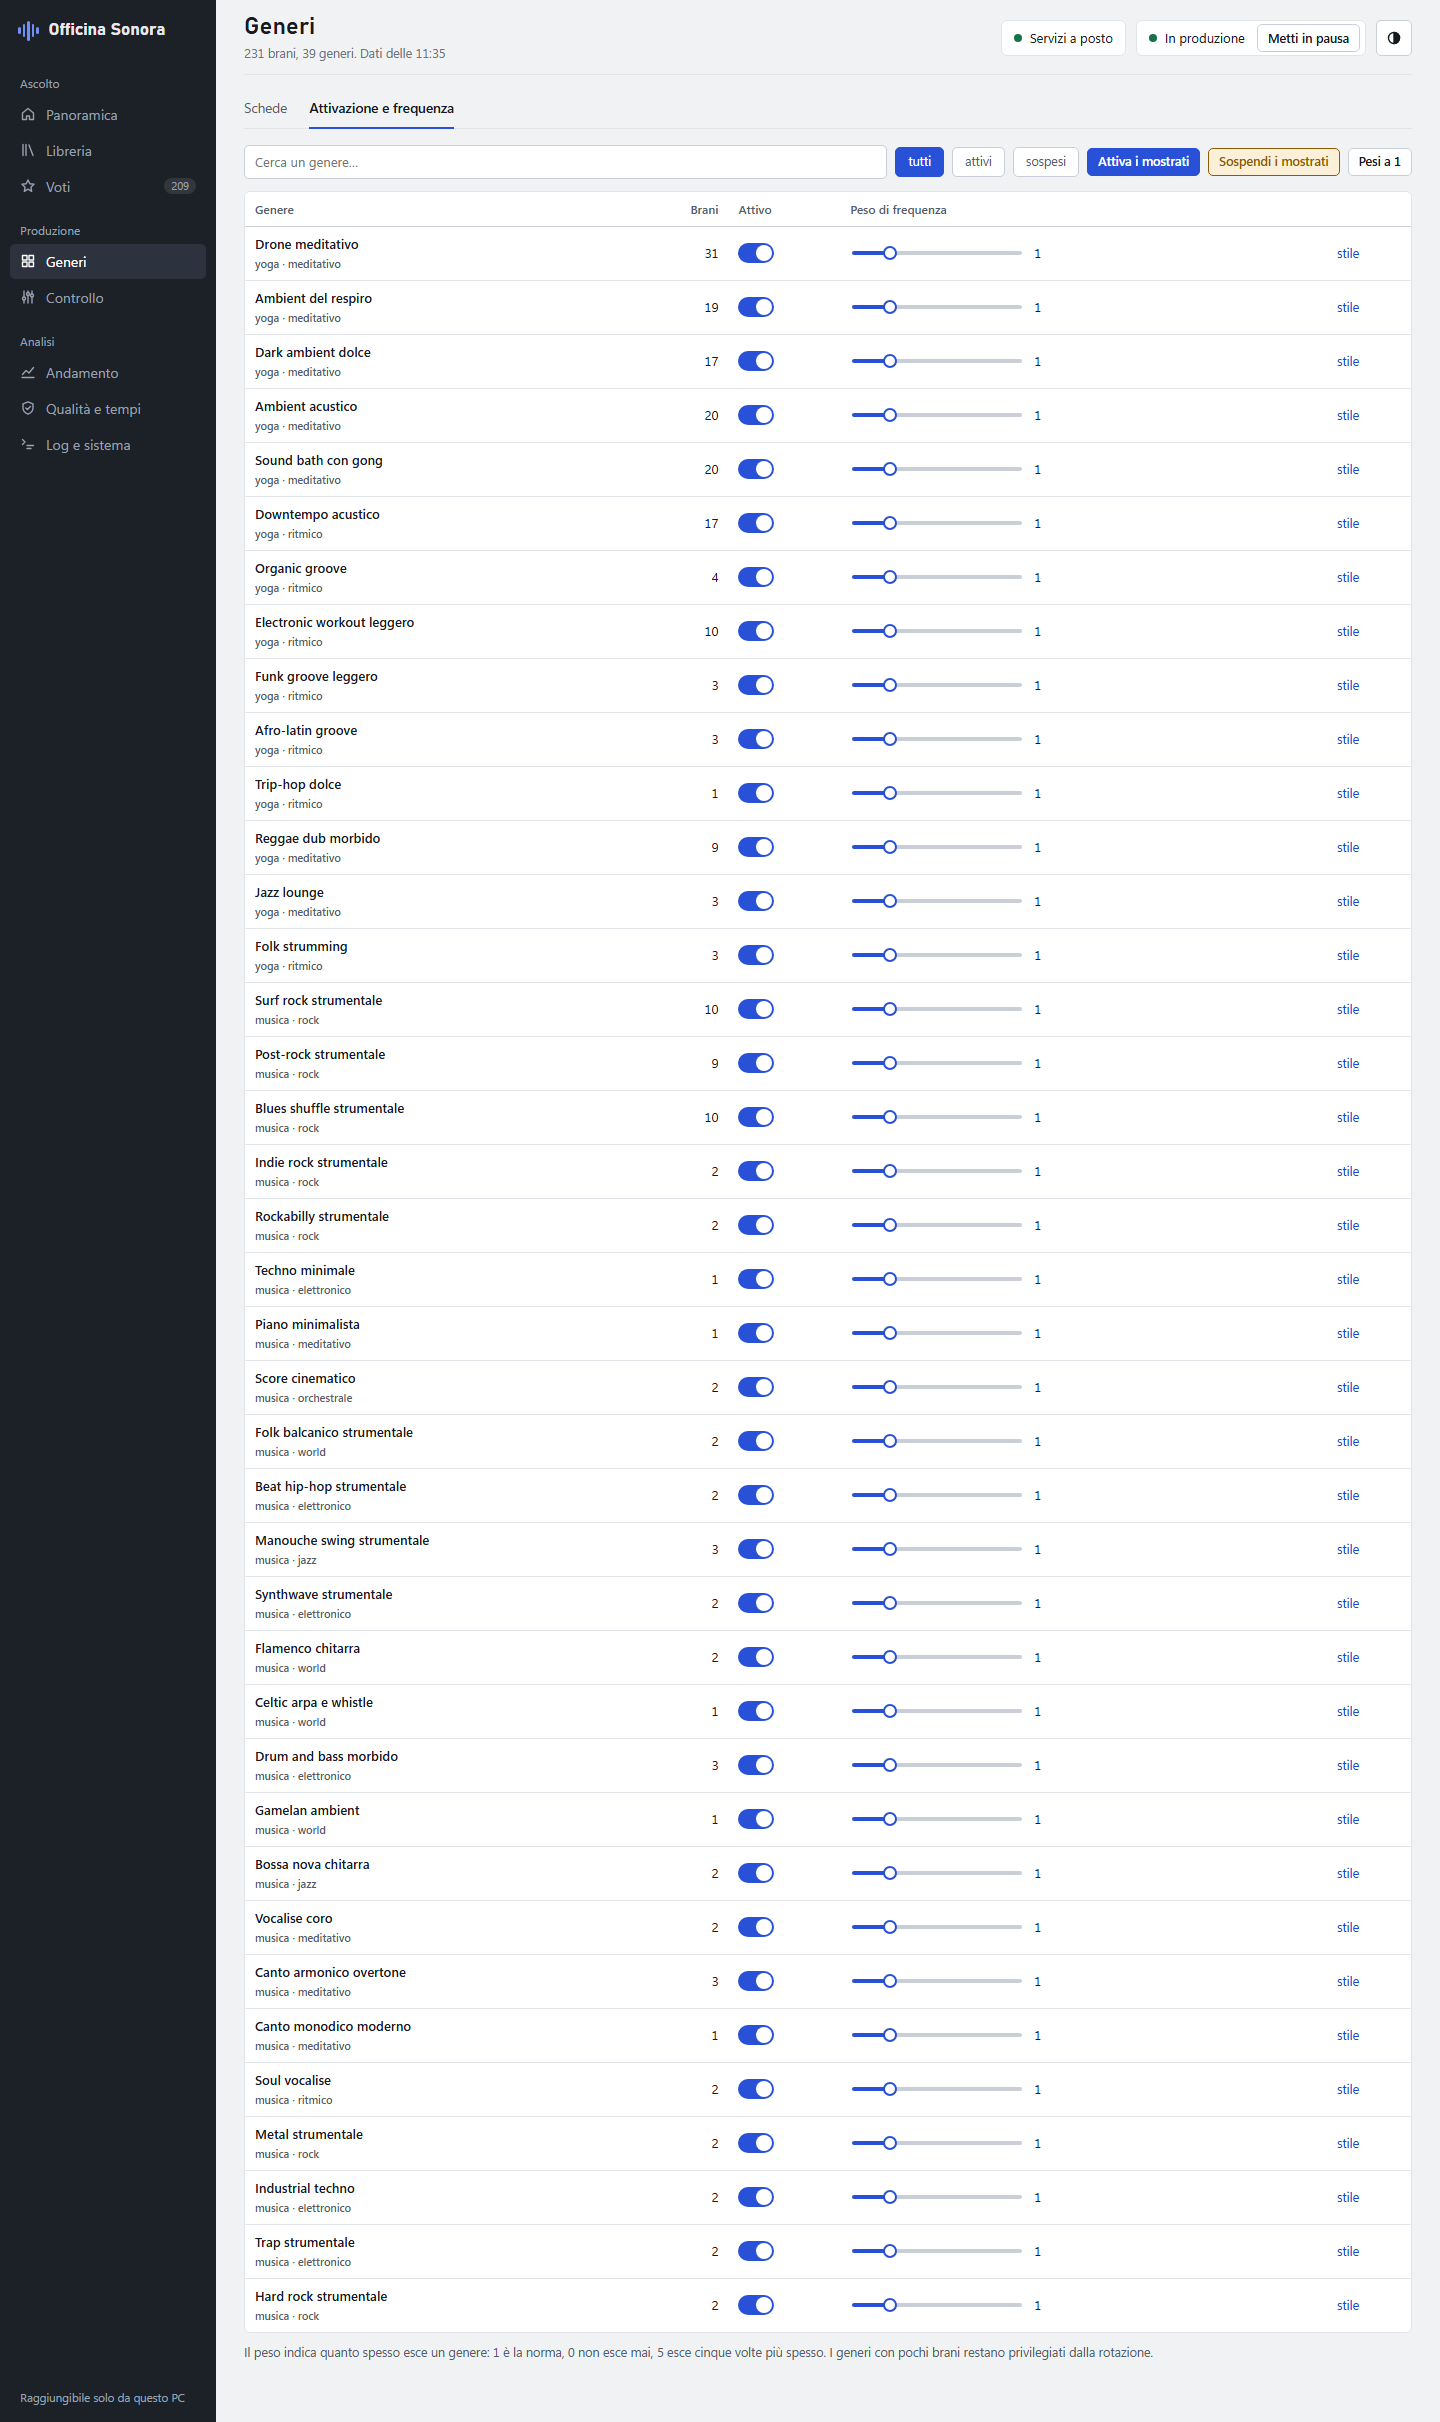 Officina Sonora
Ascolto
Panoramica
Libreria
Voti 209
Produzione
Generi
Controllo
Analisi
Andamento
Qualità e tempi
Log e sistema
Raggiungibile solo da questo PC
Generi
231 brani, 39 generi. Dati delle 11:35
Servizi a posto In produzione Metti in pausa
Schede Attivazione e frequenza
Cerca un genere... tutti attivi sospesi Attiva i mostrati Sospendi i mostrati Pesi a 1
Genere Brani Attivo Peso di frequenza
Drone meditativo
yoga · meditativo
31 1 stile
Ambient del respiro
yoga · meditativo
19 1 stile
Dark ambient dolce
yoga · meditativo
17 1 stile
Ambient acustico
yoga · meditativo
20 1 stile
Sound bath con gong
yoga · meditativo
20 1 stile
Downtempo acustico
yoga · ritmico
17 1 stile
Organic groove
yoga · ritmico
4 1 stile
Electronic workout leggero
yoga · ritmico
10 1 stile
Funk groove leggero
yoga · ritmico
3 1 stile
Afro-latin groove
yoga · ritmico
3 1 stile
Trip-hop dolce
yoga · ritmico
1 1 stile
Reggae dub morbido
yoga · meditativo
9 1 stile
Jazz lounge
yoga · meditativo
3 1 stile
Folk strumming
yoga · ritmico
3 1 stile
Surf rock strumentale
musica · rock
10 1 stile
Post-rock strumentale
musica · rock
9 1 stile
Blues shuffle strumentale
musica · rock
10 1 stile
Indie rock strumentale
musica · rock
2 1 stile
Rockabilly strumentale
musica · rock
2 1 stile
Techno minimale
musica · elettronico
1 1 stile
Piano minimalista
musica · meditativo
1 1 stile
Score cinematico
musica · orchestrale
2 1 stile
Folk balcanico strumentale
musica · world
2 1 stile
Beat hip-hop strumentale
musica · elettronico
2 1 stile
Manouche swing strumentale
musica · jazz
3 1 stile
Synthwave strumentale
musica · elettronico
2 1 stile
Flamenco chitarra
musica · world
2 1 stile
Celtic arpa e whistle
musica · world
1 1 stile
Drum and bass morbido
musica · elettronico
3 1 stile
Gamelan ambient
musica · world
1 1 stile
Bossa nova chitarra
musica · jazz
2 1 stile
Vocalise coro
musica · meditativo
2 1 stile
Canto armonico overtone
musica · meditativo
3 1 stile
Canto monodico moderno
musica · meditativo
1 1 stile
Soul vocalise
musica · ritmico
2 1 stile
Metal strumentale
musica · rock
2 1 stile
Industrial techno
musica · elettronico
2 1 stile
Trap strumentale
musica · elettronico
2 1 stile
Hard rock strumentale
musica · rock
2 1 stile
Il peso indica quanto spesso esce un genere: 1 è la norma, 0 non esce mai, 5 esce cinque volte più spesso. I generi con pochi brani restano privilegiati dalla rotazione.